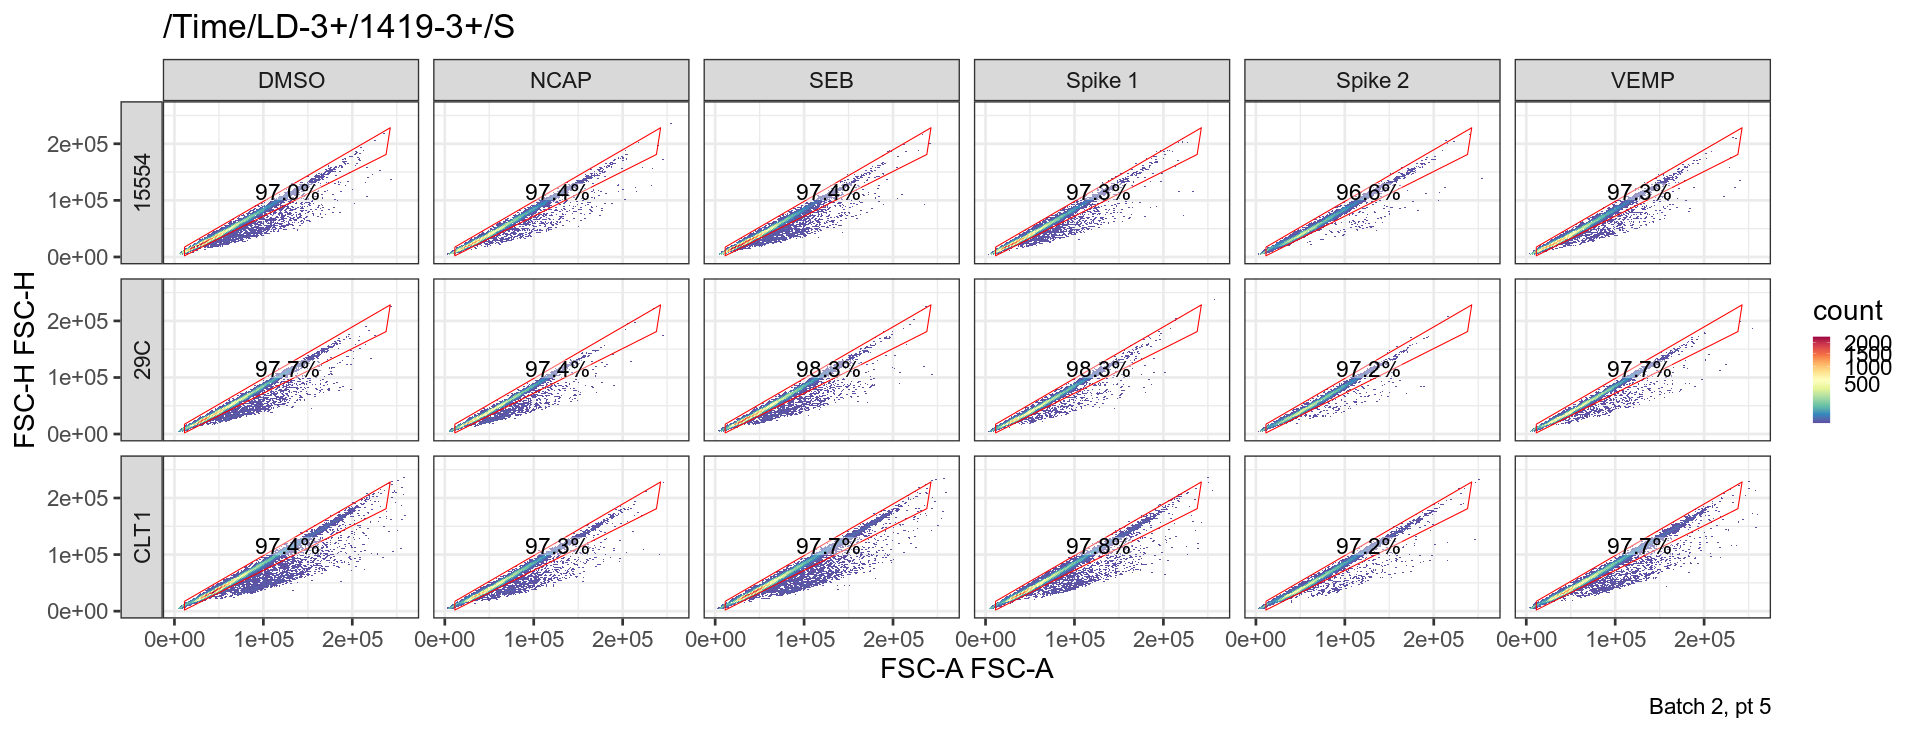 /Time/LD-3+/1419-3+/S
DMSO NCAP SEB Spike 1 Spike 2 VEMP
15554
2e+05
1e+05
0e+00
97.0% 97.4% 97.4% 97.3% 96.6% 97.3%
29C
2e+05
1e+05
0e+00
97.7% 97.4% 98.3% 98.3% 97.2% 97.7%
CLT1
2e+05
1e+05
0e+00
97.4% 97.3% 97.7% 97.8% 97.2% 97.7%
0e+00 1e+05 2e+05 0e+00 1e+05 2e+05 0e+00 1e+05 2e+05 0e+00 1e+05 2e+05 0e+00 1e+05 2e+05 0e+00 1e+05 2e+05
FSC-H FSC-H
FSC-A FSC-A
count
2000
1500
1000
500
Batch 2, pt 5